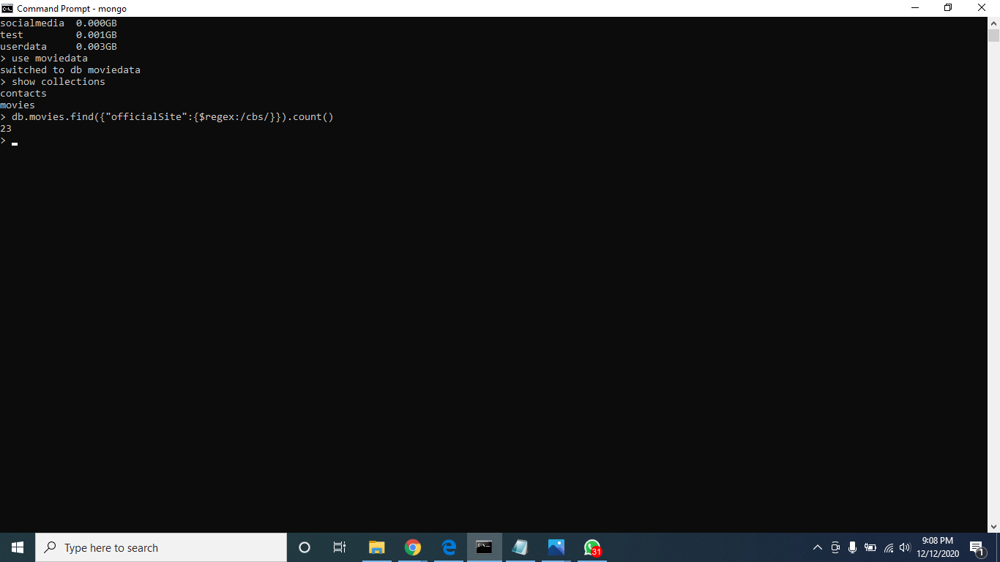 Command Prompt - mongo
socialmedia  0.000GB
test         0.001GB
userdata     0.003GB
> use moviedata
switched to db moviedata
> show collections
contacts
movies
> db.movies.find({"officialSite":{$regex:/cbs/}}).count()
23
>
Type here to search
31
9:08 PM
12/12/2020
1